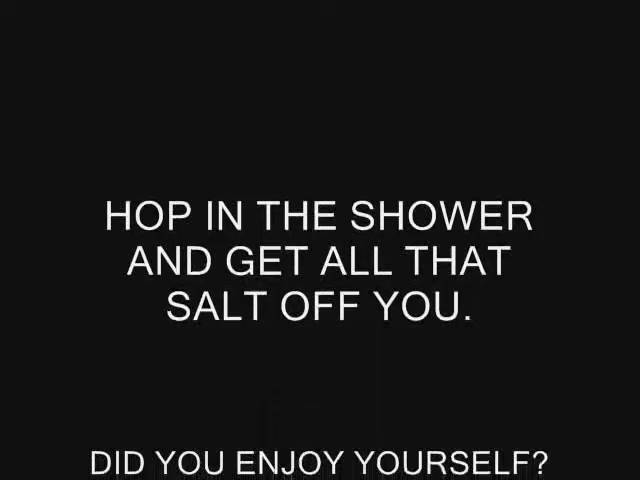 HOP IN THE SHOWER
AND GET ALL THAT
SALT OFF YOU.
DID YOU ENJOY YOURSELF?